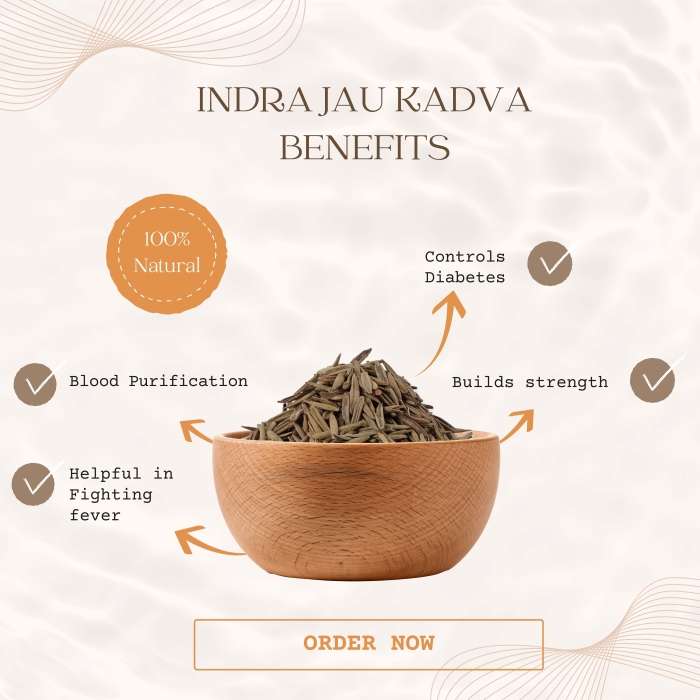 INDRA JAU KADVA
BENEFITS
100%
Natural
Controls
Diabetes
Blood Purification
Builds strength
Helpful in
Fighting
fever
ORDER NOW